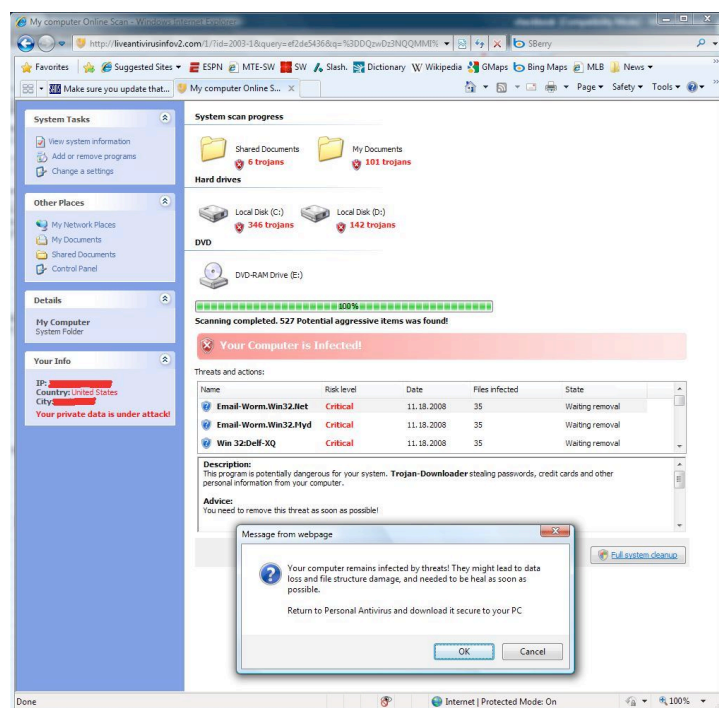 My computer Online Scan - Windows Internet Explorer
http://liveantivirusinfov2.com/1/?id=2003-1&query=ef2de5436&q=%3DDQzwDz3NQQMMI% SBerry
Favorites Suggested Sites ESPN MTE-SW SW Slash. Dictionary Wikipedia GMaps Bing Maps MLB News
Make sure you update that... My computer Online S... Page Safety Tools
System Tasks
View system information
Add or remove programs
Change a settings
Other Places
My Network Places
My Documents
Shared Documents
Control Panel
Details
My Computer
System Folder
Your Info
IP:
Country: United States
City:
Your private data is under attack!
System scan progress
Shared Documents
6 trojans
My Documents
101 trojans
Hard drives
Local Disk (C:)
346 trojans
Local Disk (D:)
142 trojans
DVD
DVD-RAM Drive (E:)
100%
Scanning completed. 527 Potential aggressive items was found!
Your Computer is Infected!
Threats and actions:
Name Risk level Date Files infected State
Email-Worm.Win32.Net Critical 11.18.2008 35 Waiting removal
Email-Worm.Win32.Myd Critical 11.18.2008 35 Waiting removal
Win 32:Delf-XQ Critical 11.18.2008 35 Waiting removal
Description:
This program is potentially dangerous for your system. Trojan-Downloader stealing passwords, credit cards and other
personal information from your computer.
Advice:
You need to remove this threat as soon as possible!
Full system cleanup
Message from webpage
Your computer remains infected by threats! They might lead to data
loss and file structure damage, and needed to be heal as soon as
possible.
Return to Personal Antivirus and download it secure to your PC
OK Cancel
Done Internet | Protected Mode: On 100%